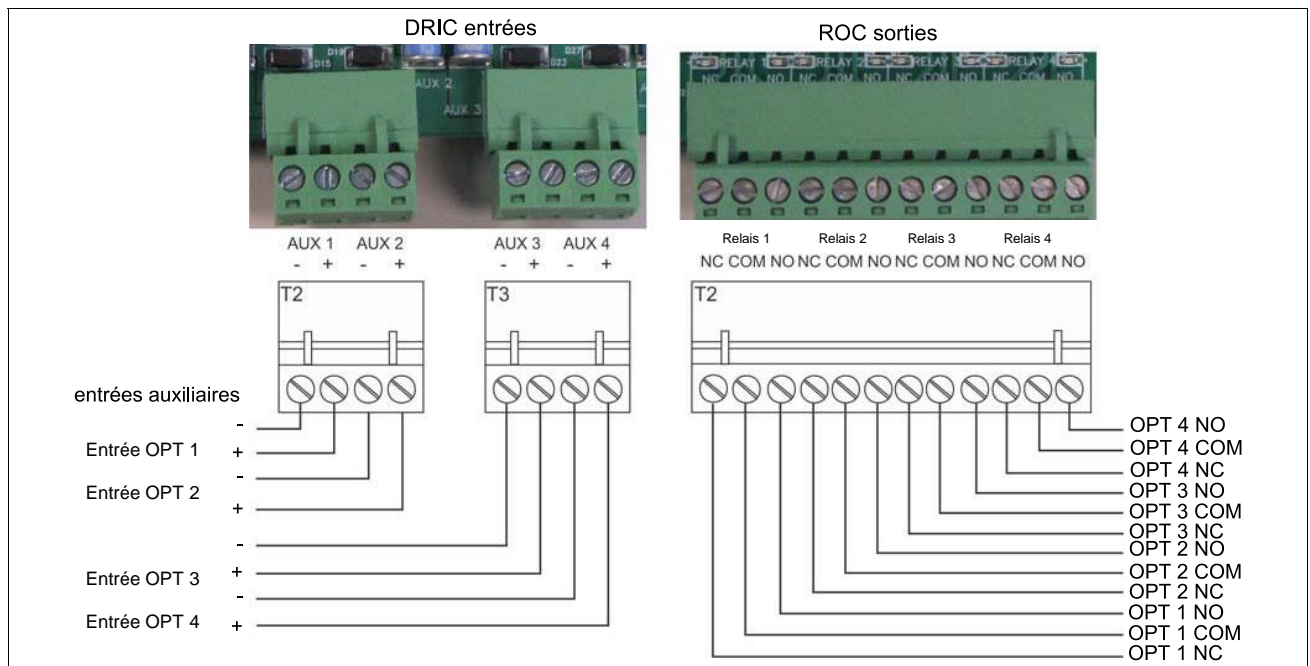 DRIC entrées
ROC sorties
D15
D19
AUX 2
AUX 3
D23
D27
RELAY 1
RELAY 2
RELAY 3
RELAY 4
NC COM NO NC COM NO NC COM NO NC COM NO
AUX 1 AUX 2
- + - +
AUX 3 AUX 4
- + - +
Relais 1 Relais 2 Relais 3 Relais 4
NC COM NO NC COM NO NC COM NO NC COM NO
T2
T3
T2
entrées auxiliaires
-
Entrée OPT 1 +
-
Entrée OPT 2
+
-
Entrée OPT 3 +
-
Entrée OPT 4 +
OPT 4 NO
OPT 4 COM
OPT 4 NC
OPT 3 NO
OPT 3 COM
OPT 3 NC
OPT 2 NO
OPT 2 COM
OPT 2 NC
OPT 1 NO
OPT 1 COM
OPT 1 NC